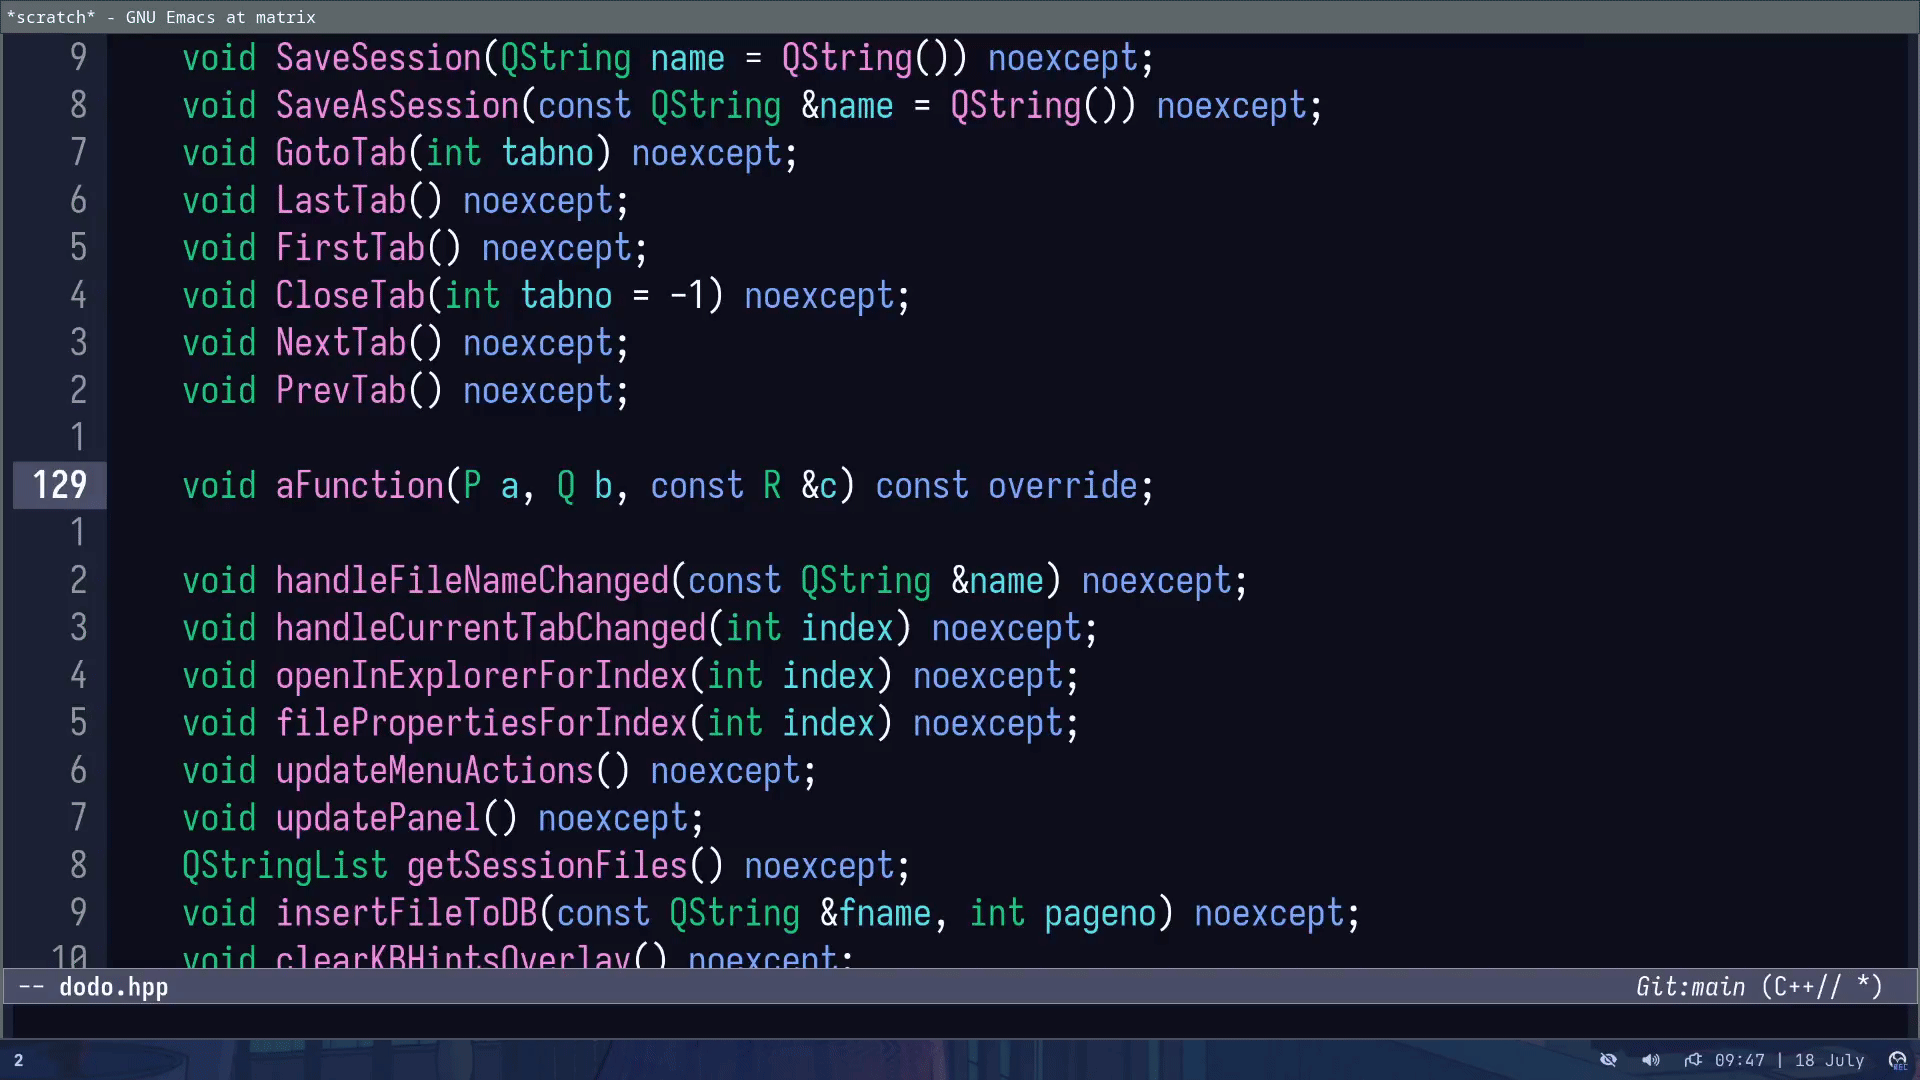 *scratch* - GNU Emacs at matrix
9 void SaveSession(QString name = QString()) noexcept;
8 void SaveAsSession(const QString &name = QString()) noexcept;
7 void GotoTab(int tabno) noexcept;
6 void LastTab() noexcept;
5 void FirstTab() noexcept;
4 void CloseTab(int tabno = -1) noexcept;
3 void NextTab() noexcept;
2 void PrevTab() noexcept;
1
129 void aFunction(P a, Q b, const R &c) const override;
1
2 void handleFileNameChanged(const QString &name) noexcept;
3 void handleCurrentTabChanged(int index) noexcept;
4 void openInExplorerForIndex(int index) noexcept;
5 void filePropertiesForIndex(int index) noexcept;
6 void updateMenuActions() noexcept;
7 void updatePanel() noexcept;
8 QStringList getSessionFiles() noexcept;
9 void insertFileToDB(const QString &fname, int pageno) noexcept;
10 void clearKBHintsOverlay() noexcept;
-- dodo.hpp Git:main (C++// *)
2 09:47 | 18 July